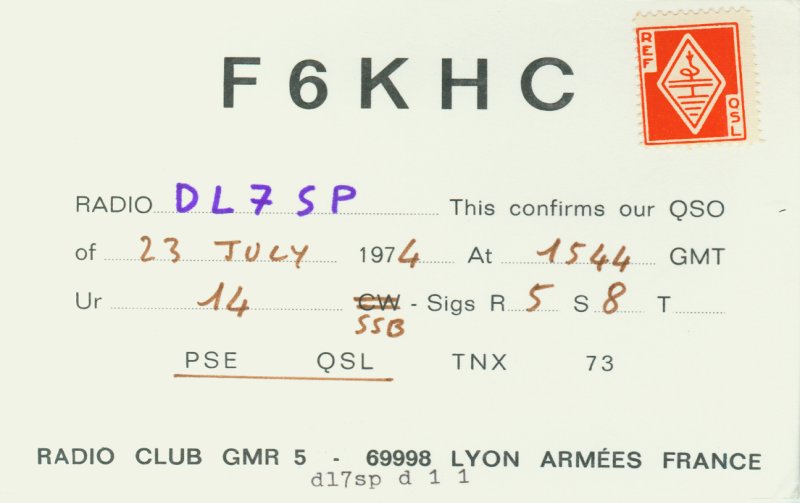 F6KHC
REF
QSL
RADIO DL7SP This confirms our QSO
of 23 JULY 1974 At 1544 GMT
Ur 14 CW - Sigs R 5 S 8 T
SSB
PSE QSL TNX 73
RADIO CLUB GMR 5 - 69998 LYON ARMÉES FRANCE
dl7sp d 1 1